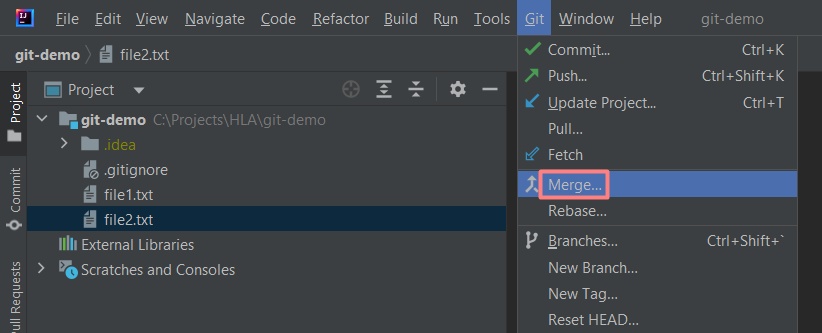 IJ File Edit View Navigate Code Refactor Build Run Tools Git Window Help git-demo
git-demo file2.txt
Project
Commit
Pull Requests
Project
git-demo C:\Projects\HLA\git-demo
.idea
.gitignore
file1.txt
file2.txt
External Libraries
Scratches and Consoles
Commit... Ctrl+K
Push... Ctrl+Shift+K
Update Project... Ctrl+T
Pull...
Fetch
Merge...
Rebase...
Branches... Ctrl+Shift+`
New Branch...
New Tag...
Reset HEAD...